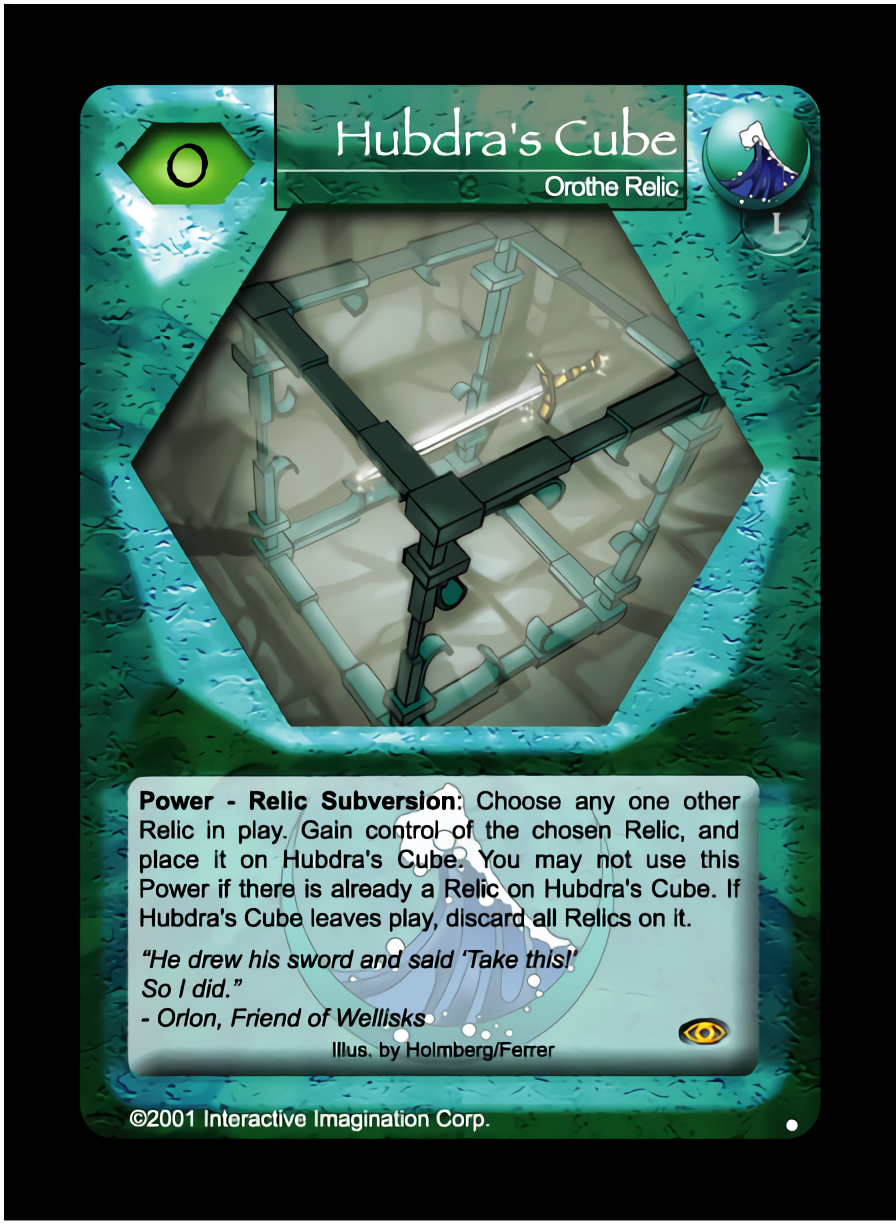 0
Hubdra's Cube
Orothe Relic
I
Power - Relic Subversion: Choose any one other
Relic in play. Gain control of the chosen Relic, and
place it on Hubdra's Cube. You may not use this
Power if there is already a Relic on Hubdra's Cube. If
Hubdra's Cube leaves play, discard all Relics on it.
“He drew his sword and said ‘Take this!’
So I did.”
- Orlon, Friend of Wellisks
Illus. by Holmberg/Ferrer
©2001 Interactive Imagination Corp.